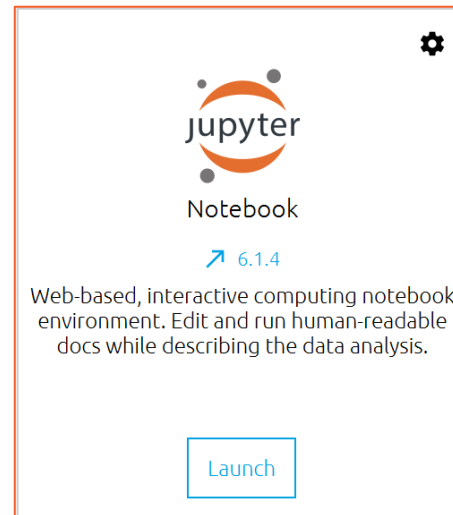 jupyter
Notebook
6.1.4
Web-based, interactive computing notebook
environment. Edit and run human-readable
docs while describing the data analysis.
Launch